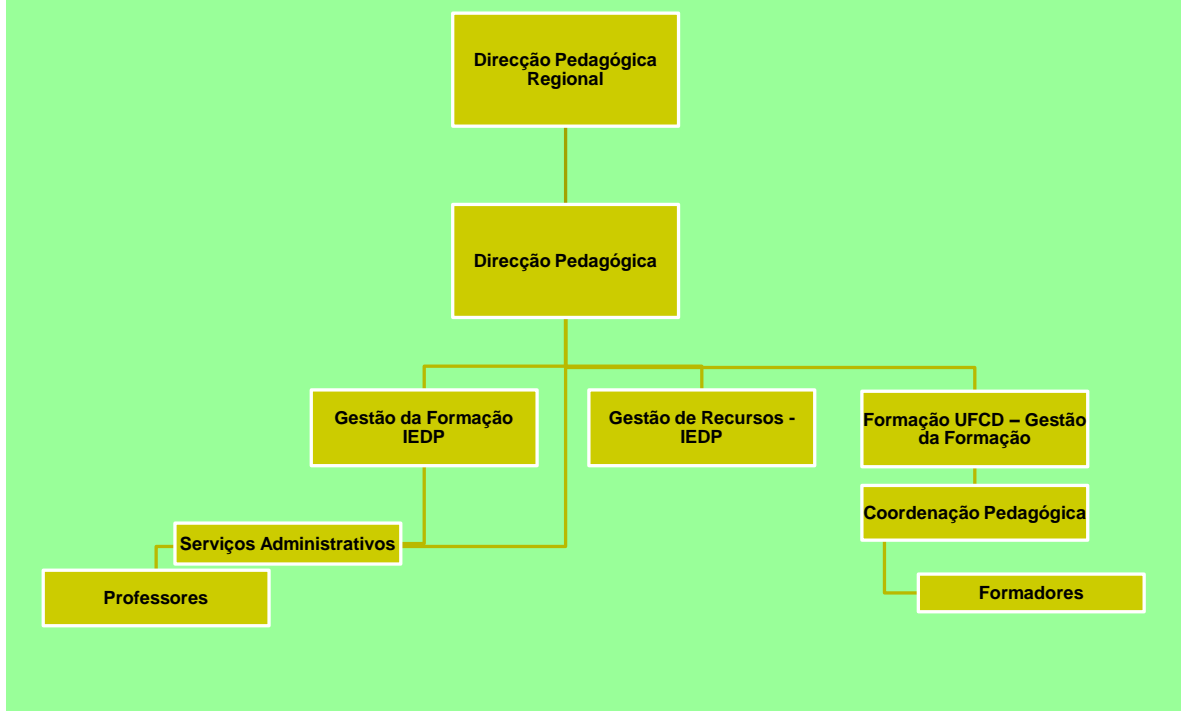 Direcção Pedagógica
Regional
Direcção Pedagógica
Gestão da Formação
IEDP
Gestão de Recursos -
IEDP
Formação UFCD – Gestão
da Formação
Coordenação Pedagógica
Serviços Administrativos
Professores
Formadores